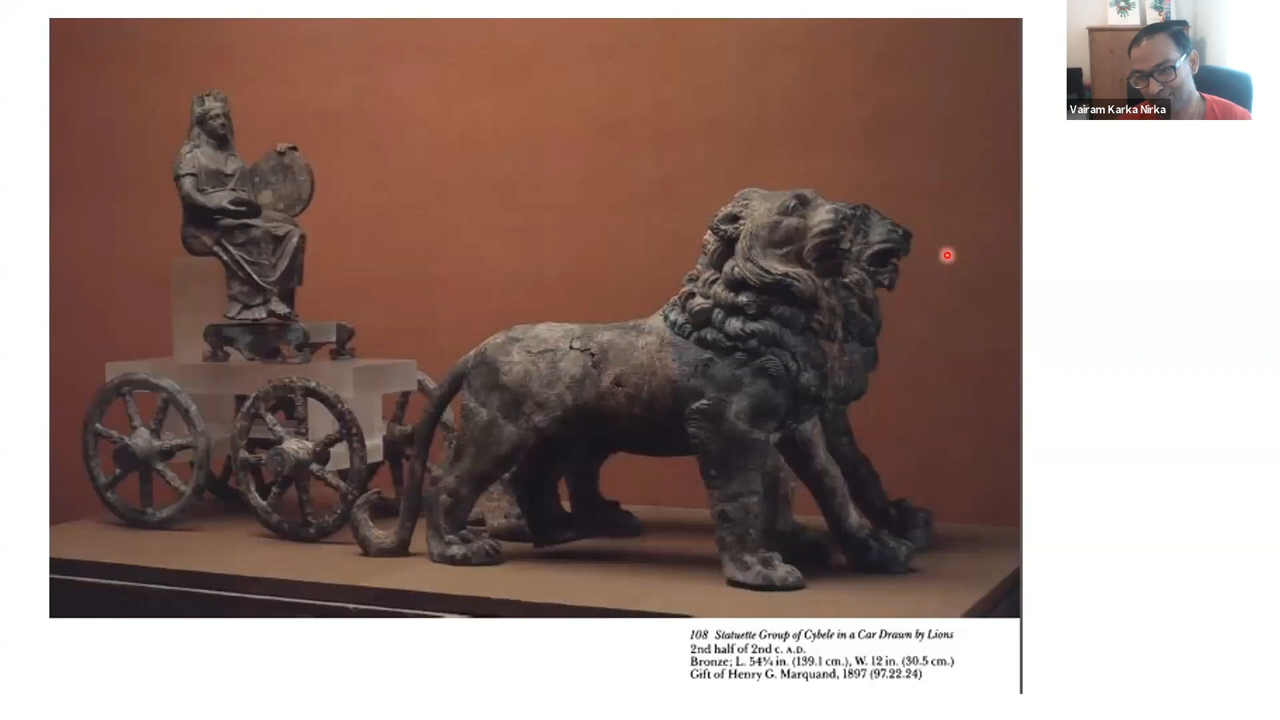 Vairam Karka Nirka
108 Statuette Group of Cybele in a Car Drawn by Lions
2nd half of 2nd c. A.D.
Bronze; L. 54¾ in. (139.1 cm.), W. 12 in. (30.5 cm.)
Gift of Henry G. Marquand, 1897 (97.22.24)